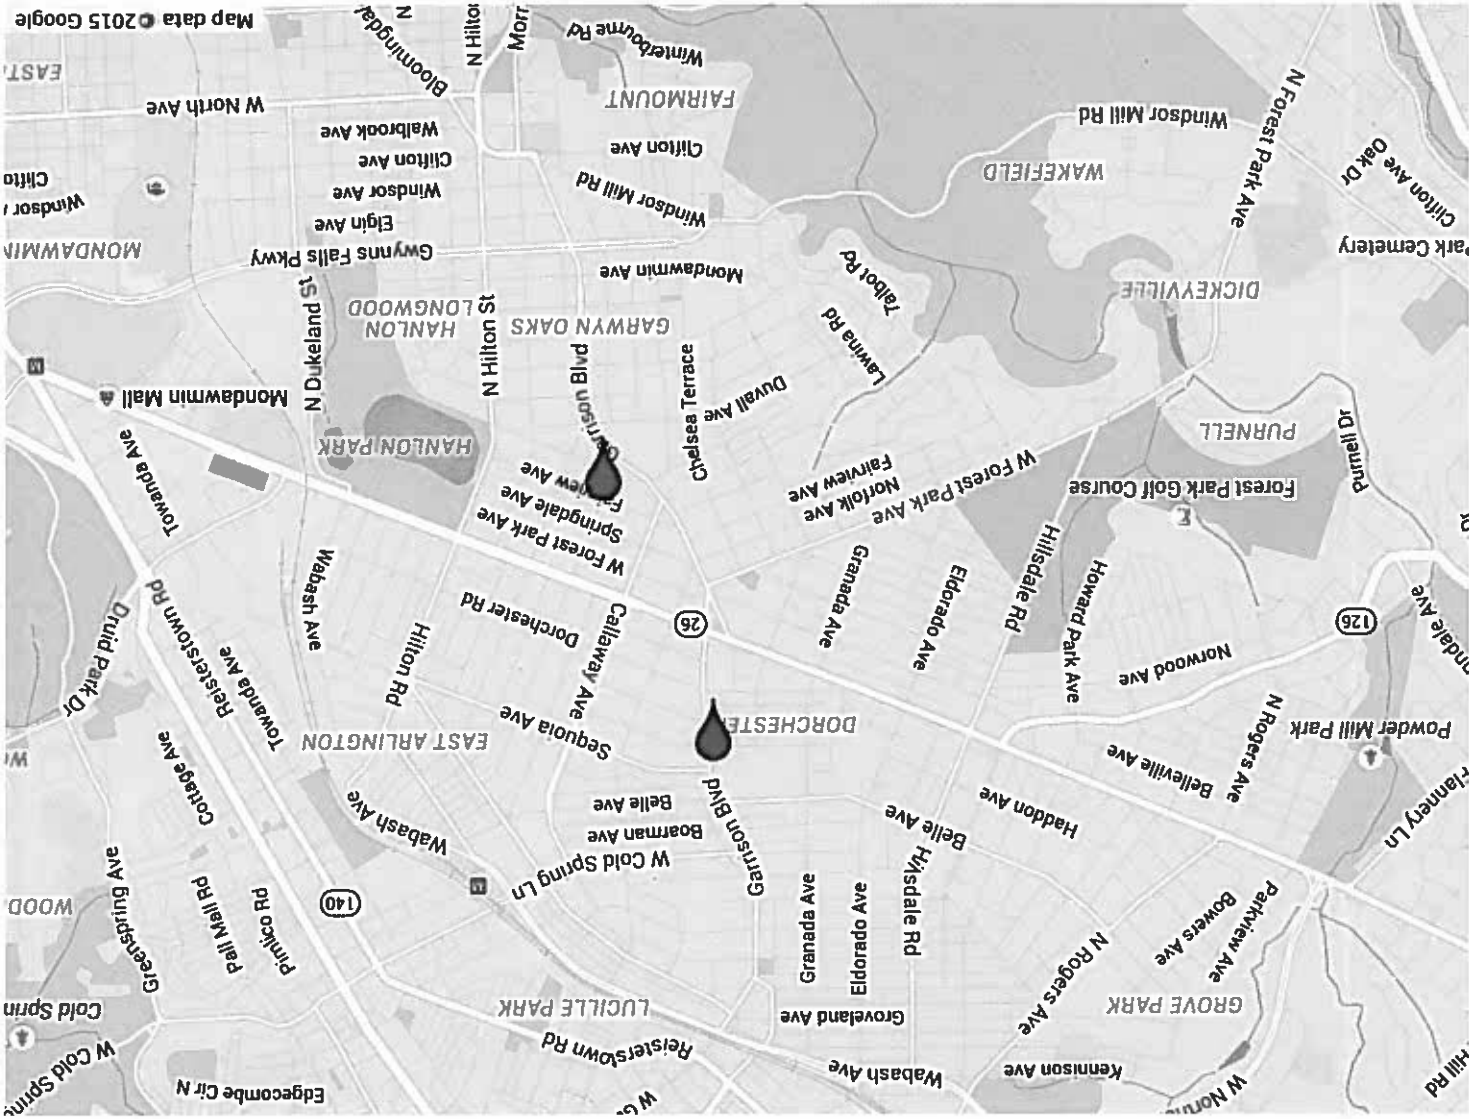 Edgecombe Cir N
W Cold Spring
Cold Sprin
W North
Hill Rd
Kennison Ave
Wabash Ave
Groveland Ave
Reisterstown Rd
LUCILLE PARK
GROVE PARK
N Rogers Ave
Parkview Ave
Bowers Ave
Hillsdale Rd
Eldorado Ave
Granada Ave
Garrison Blvd
W Cold Spring Ln
Boarman Ave
Belle Ave
140
Pimlico Rd
Pall Mall Rd
Greenspring Ave
WOOD
Flannery Ln
Belle Ave
Haddon Ave
Wabash Ave
Cottage Ave
Powder Mill Park
N Rogers Ave
Belleville Ave
DORCHESTE
Sequoia Ave
EAST ARLINGTON
Towanda Ave
Reisterstown Rd
Druid Park Dr
Norwood Ave
Howard Park Ave
Hillsdale Rd
Eldorado Ave
Granada Ave
126
26
Callaway Ave
Dorchester Rd
Hilton Rd
Wabash Ave
ndale Ave
Forest Park Golf Course
W Forest Park Ave
Norfolk Ave
Fairview Ave
W Forest Park Ave
Springdale Ave
Towanda Ave
Purnell Dr
PURNELL
Chelsea Terrace
Duvall Ave
HANLON PARK
Mondawmin Mall
N Dukeland St
N Hilton St
Lawina Rd
Talbot Rd
GARWYN OAKS
HANLON
LONGWOOD
DICKEYVILLE
Park Cemetery
Mondawmin Ave
Gwynns Falls Pkwy
MONDAWMIN
Elgin Ave
Windsor Ave
Clifton Ave
Walbrook Ave
Windsor Mill Rd
Clifton Ave
Oak Dr
Clifton Ave
N Forest Park Ave
WAKEFIELD
Windsor Mill Rd
FAIRMOUNT
W North Ave
Windsor
Clifto
EAST
Winterbourne Rd
Morr
N Hilto
Bloomingdal
N
Map data ©2015 Google